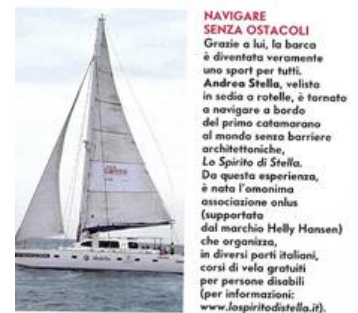 NAVIGARE
SENZA OSTACOLI
Grazie a lui, la barca
è diventata veramente
uno sport per tutti.
Andrea Stella, velista
in sedia a rotelle, è tornato
a navigare a bordo
del primo catamarano
al mondo senza barriere
architettoniche,
Lo Spirito di Stella.
Da questa esperienza,
è nata l'omonima
associazione onlus
(supportata
dal marchio Helly Hansen)
che organizza,
in diversi porti italiani,
corsi di vela gratuiti
per persone disabili
(per informazioni:
www.lospiritodistella.it).